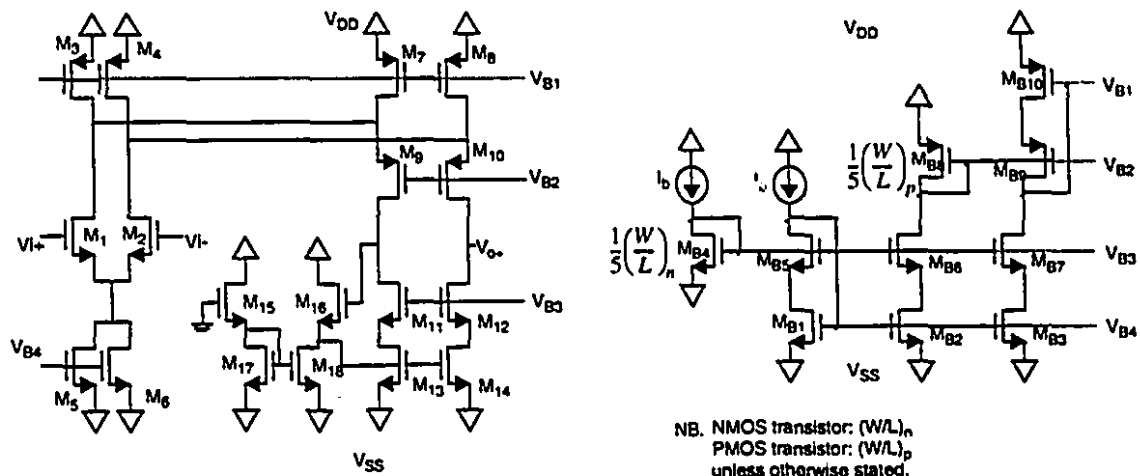 V_DD
M_3
M_4
M_7
M_8
V_B1
M_9
M_10
V_B2
Vi+
M_1
M_2
Vi-
V_o+
M_15
M_16
M_11
M_12
V_B3
V_B4
M_17
M_18
M_13
M_14
M_5
M_6
V_SS
V_DD
M_B10
V_B1
1/5(W/L)_p
M_B8
M_B9
V_B2
I_b
1/5(W/L)_n
M_B4
M_B5
M_B6
M_B7
V_B3
M_B1
M_B2
M_B3
V_B4
V_SS
NB. NMOS transistor: (W/L)_n
PMOS transistor: (W/L)_p
unless otherwise stated.